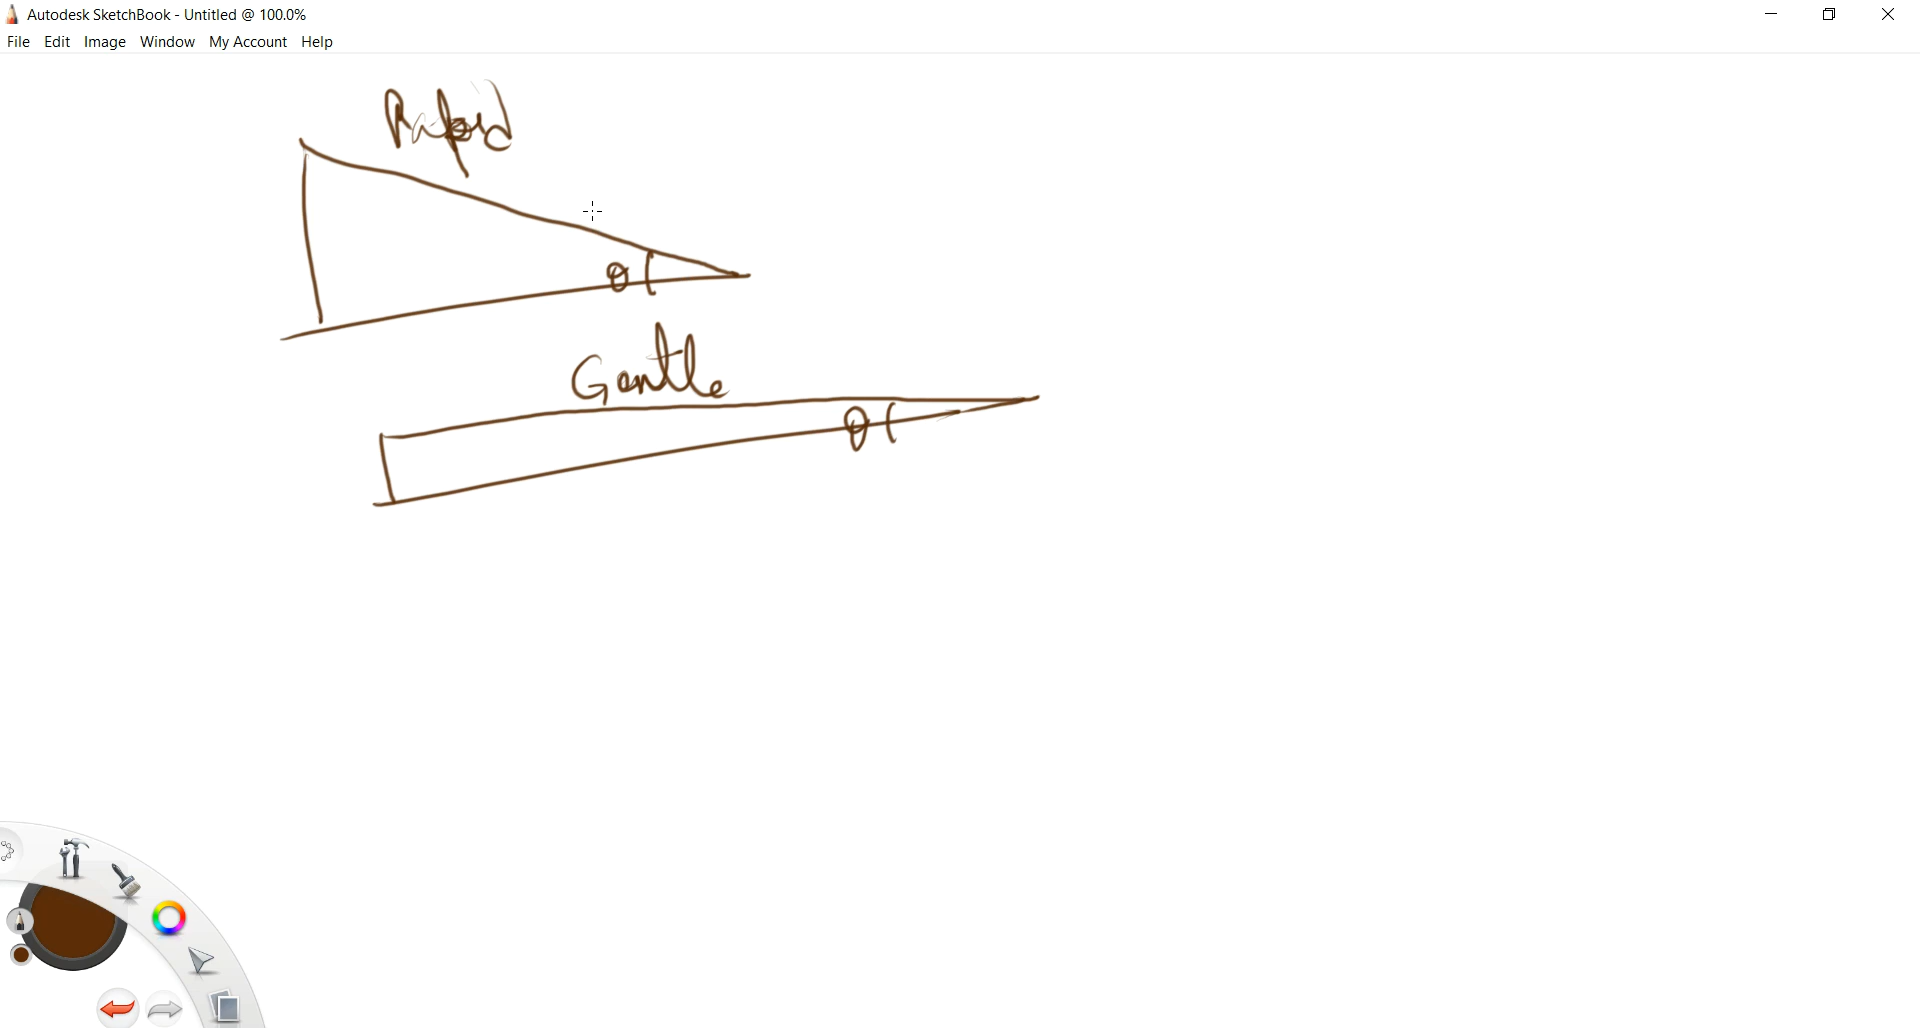 Autodesk SketchBook - Untitled @ 100.0%
File Edit Image Window My Account Help
Rapid
θ
Gentle
θ